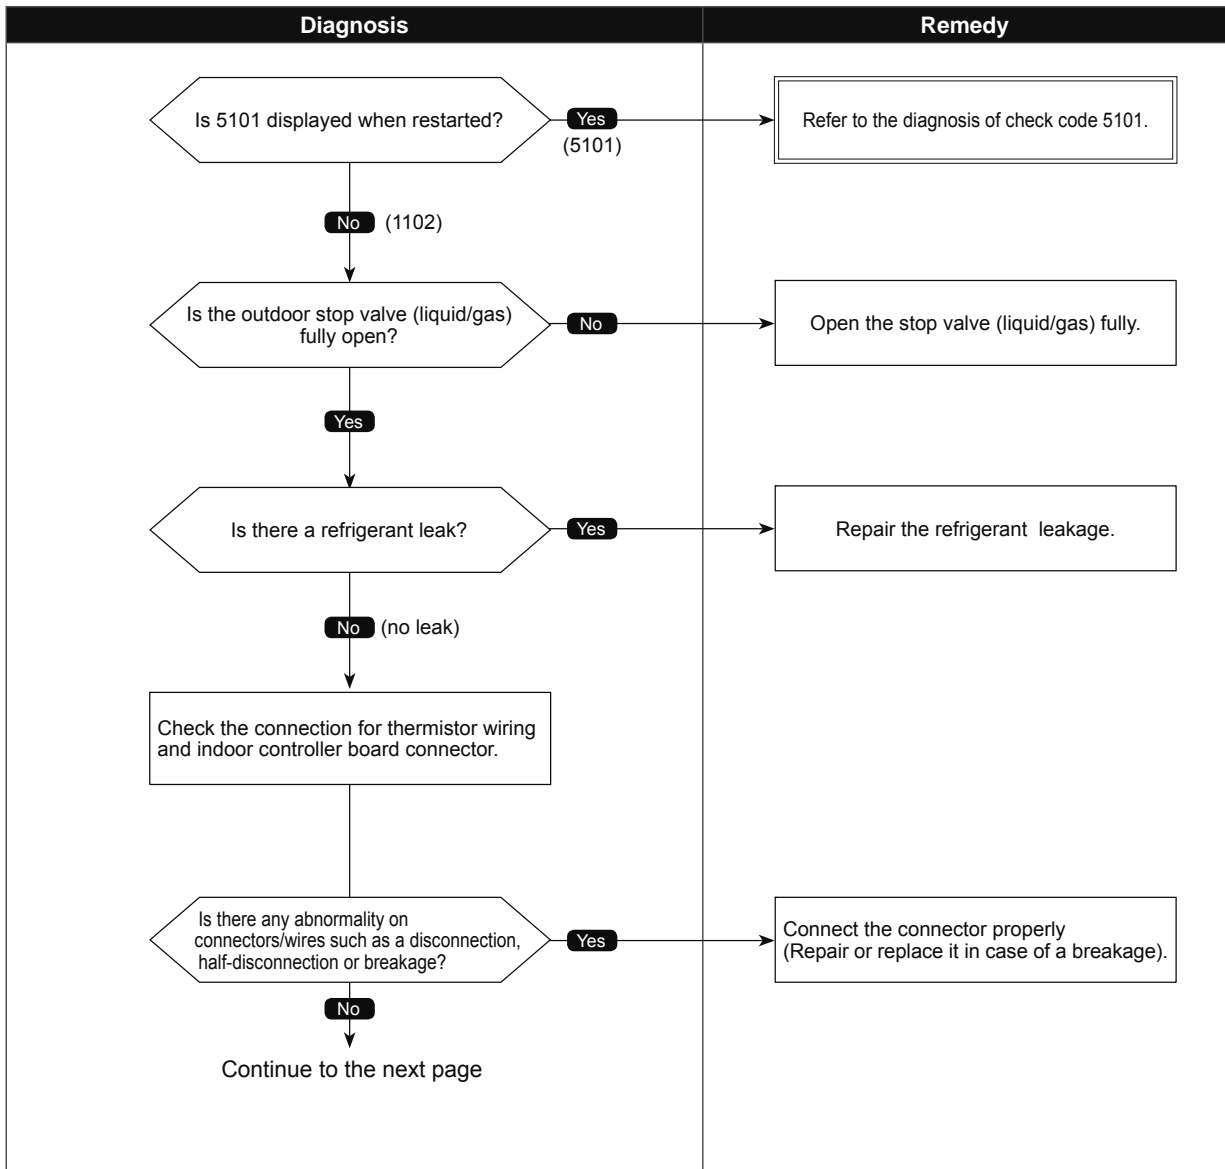 Diagnosis
Remedy
Is 5101 displayed when restarted?
Yes
(5101)
Refer to the diagnosis of check code 5101.
No (1102)
Is the outdoor stop valve (liquid/gas)
fully open?
No
Open the stop valve (liquid/gas) fully.
Yes
Is there a refrigerant leak?
Yes
Repair the refrigerant leakage.
No (no leak)
Check the connection for thermistor wiring
and indoor controller board connector.
Is there any abnormality on
connectors/wires such as a disconnection,
half-disconnection or breakage?
Yes
Connect the connector properly
(Repair or replace it in case of a breakage).
No
Continue to the next page